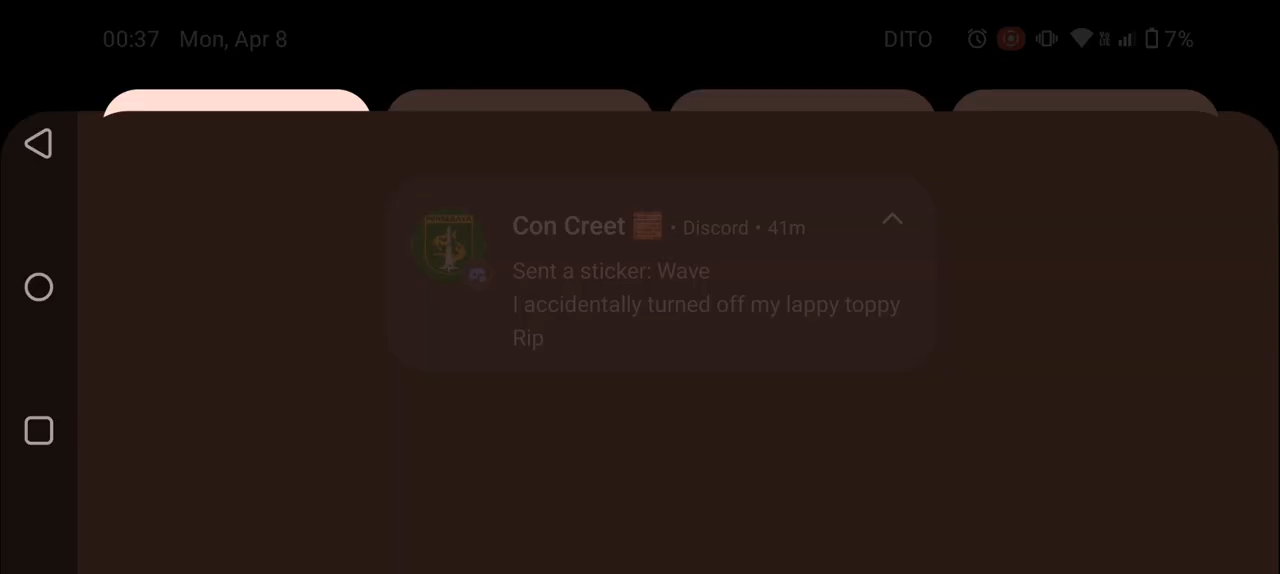 00:37 Mon, Apr 8
DITO 7%
PERSEBAYA
Con Creet 🧱 • Discord • 41m
Sent a sticker: Wave
I accidentally turned off my lappy toppy
Rip